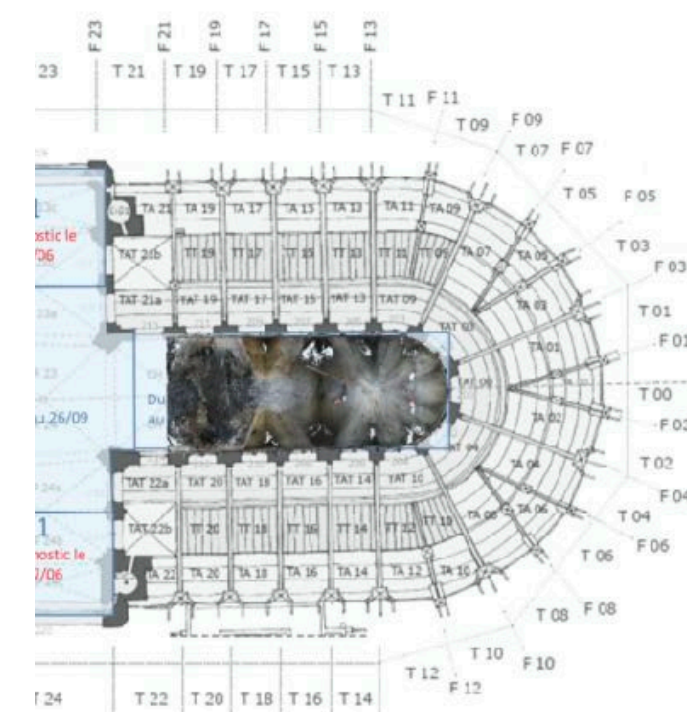 F 23
F 21
F 19
F 17
F 15
F 13
23
T 21
T 19
T 17
T 15
T 13
T 11
F 11
T 09
F 09
T 07
F 07
T 05
F 05
T 03
F 03
T 01
F 01
T 00
F 02
T 02
F 04
T 04
F 06
T 06
F 08
T 08
F 10
T 10
F 12
T 12
TA 21
TA 19
TA 17
TA 15
TA 13
TA 11
TA 09
TA 07
TA 05
TA 03
TA 01
TA 02
TA 04
TA 06
TAT 21b
TT 19
TT 17
TT 15
TT 13
TT 11
TT 09
TAT 21a
TAT 19
TAT 17
TAT 15
TAT 13
TAT 09
1
ostic le
/06
Du
au
au 26/09
TAT 22a
TAT 20
TAT 18
TAT 16
TAT 14
TAT 10
TAT 22b
TT 20
TT 18
TT 16
TT 14
TT 12
TT 10
1
nostic le
/06
TA 22
TA 20
TA 18
TA 16
TA 14
TA 12
TA 10
T 24
T 22
T 20
T 18
T 16
T 14